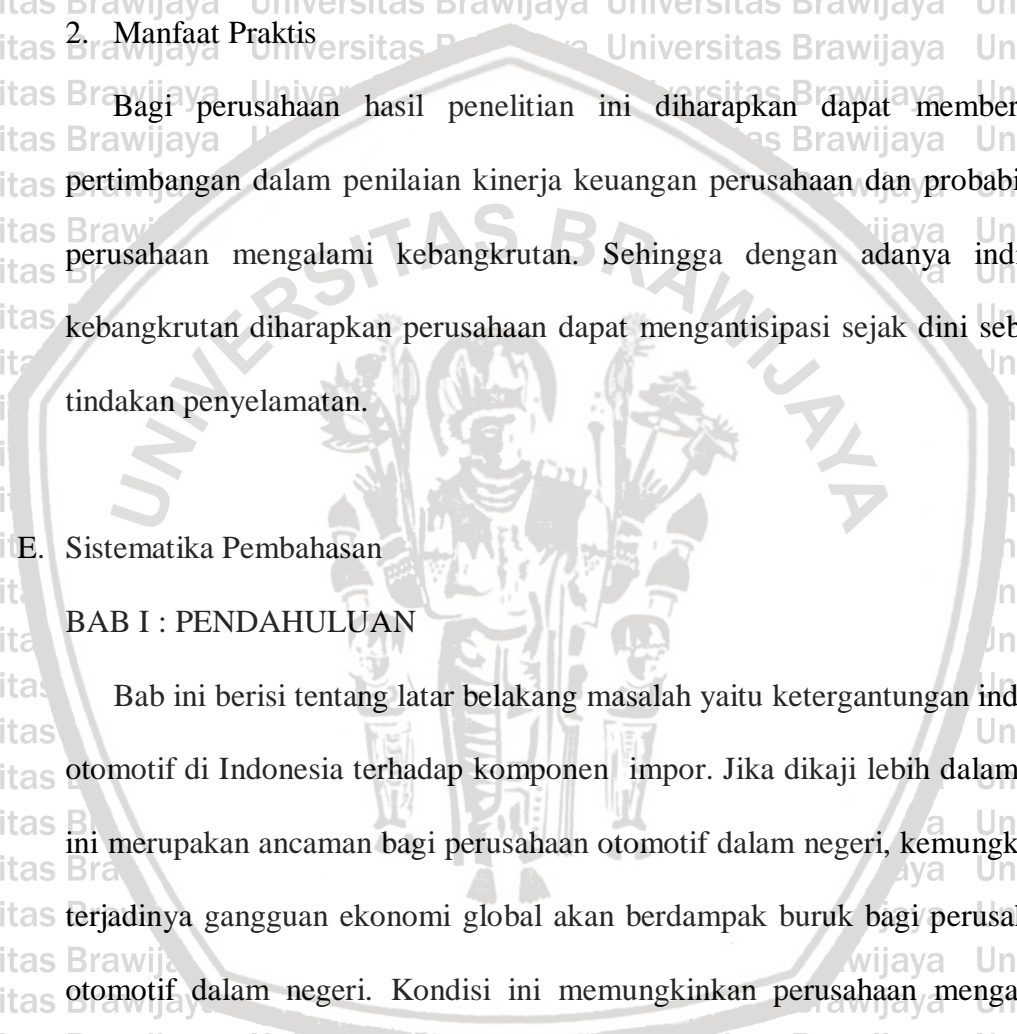 2. Manfaat Praktis
Bagi perusahaan hasil penelitian ini diharapkan dapat member
pertimbangan dalam penilaian kinerja keuangan perusahaan dan probabi
perusahaan mengalami kebangkrutan. Sehingga dengan adanya indi
kebangkrutan diharapkan perusahaan dapat mengantisipasi sejak dini seb
tindakan penyelamatan.
E. Sistematika Pembahasan
BAB I : PENDAHULUAN
Bab ini berisi tentang latar belakang masalah yaitu ketergantungan ind
otomotif di Indonesia terhadap komponen impor. Jika dikaji lebih dalam
ini merupakan ancaman bagi perusahaan otomotif dalam negeri, kemungk
terjadinya gangguan ekonomi global akan berdampak buruk bagi perusa
otomotif dalam negeri. Kondisi ini memungkinkan perusahaan menga
UNIVERSITAS BRAWIJAYA